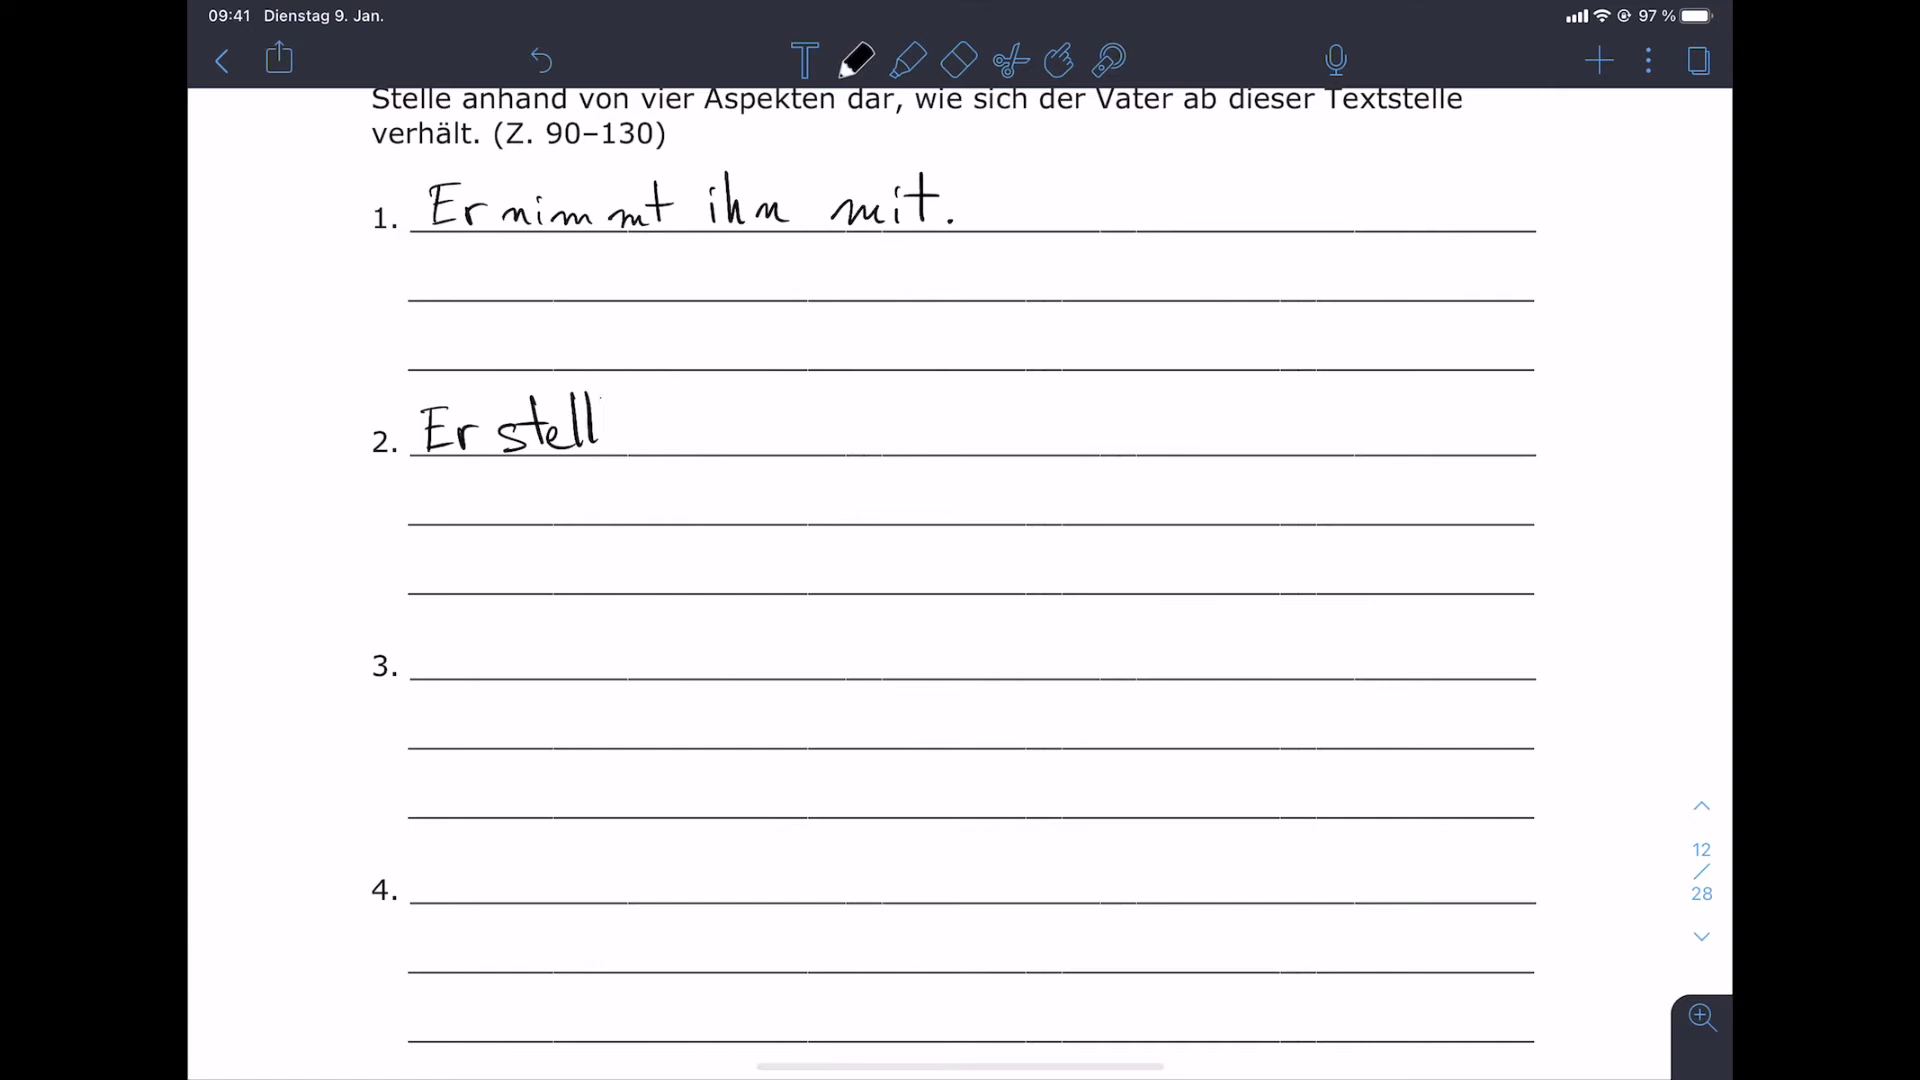 09:41 Dienstag 9. Jan. 97 %
T
Stelle anhand von vier Aspekten dar, wie sich der Vater ab dieser Textstelle
verhält. (Z. 90–130)
1. Er nimmt ihn mit.
2. Er stell
3.
4.
12
/
28